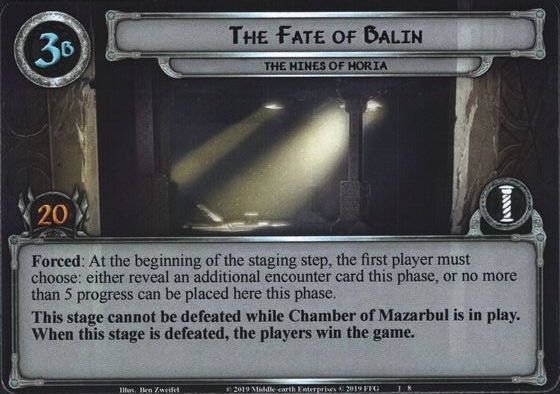 3B
THE FATE OF BALIN
THE MINES OF MORIA
20
Forced: At the beginning of the staging step, the first player must
choose: either reveal an additional encounter card this phase, or no more
than 5 progress can be placed here this phase.
This stage cannot be defeated while Chamber of Mazarbul is in play.
When this stage is defeated, the players win the game.
Illus. Ben Zweifel © 2019 Middle-earth Enterprises © 2019 FFG 1 8